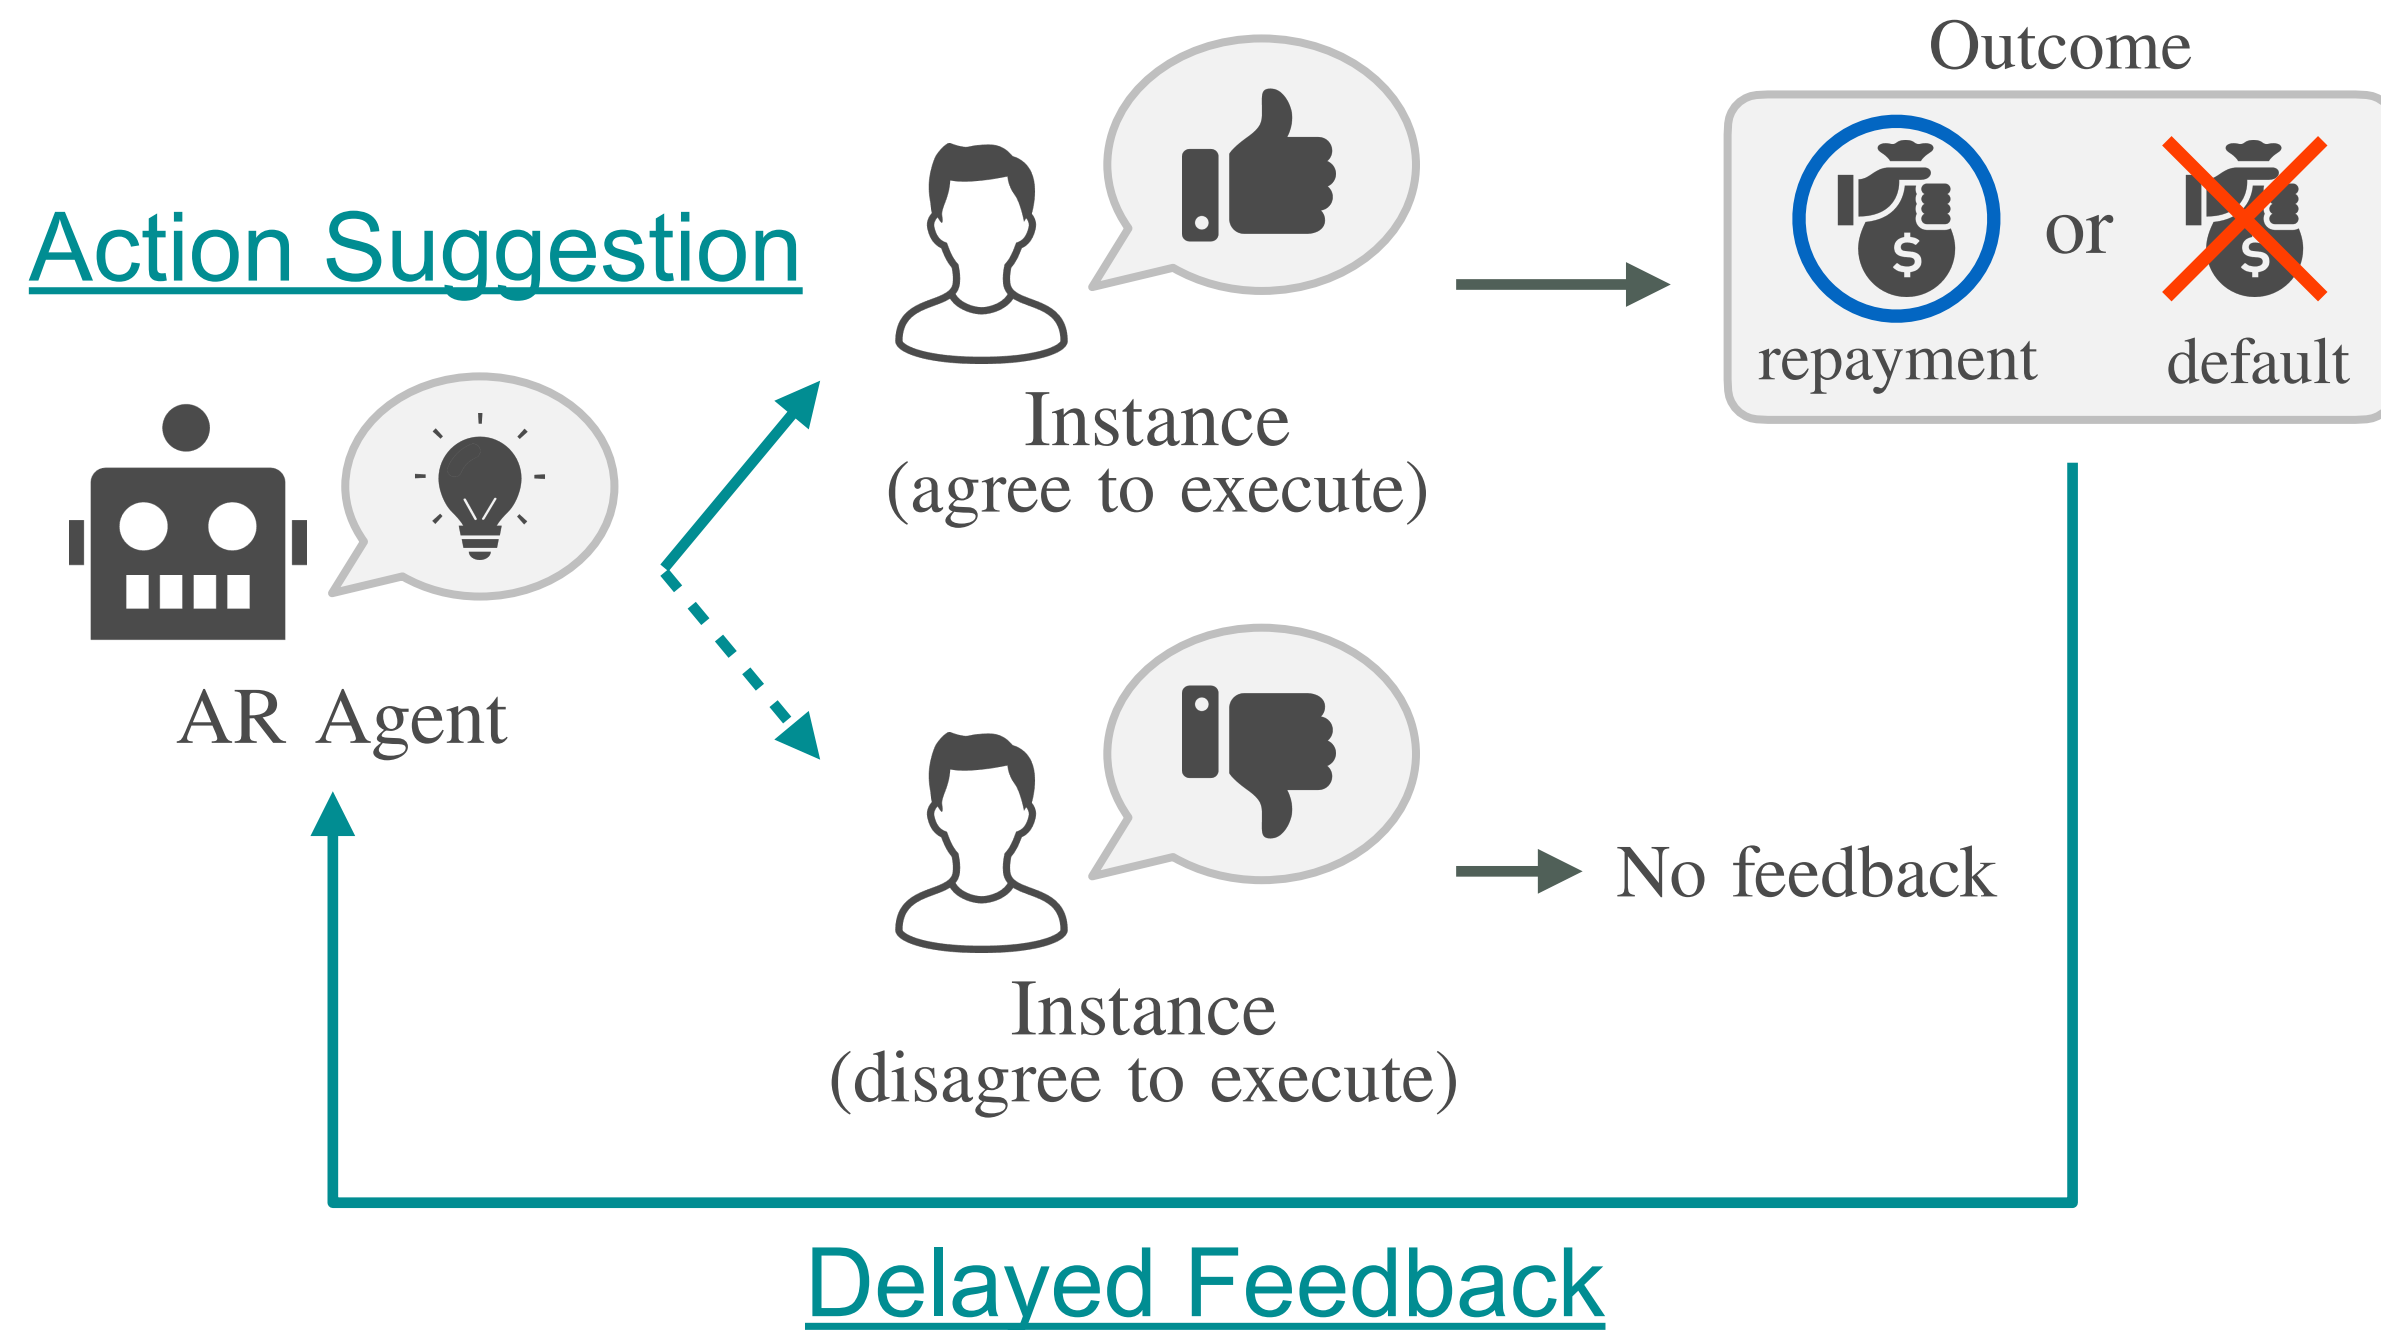 Outcome
Action Suggestion
$
or
$
repayment
default
Instance
(agree to execute)
AR Agent
No feedback
Instance
(disagree to execute)
Delayed Feedback